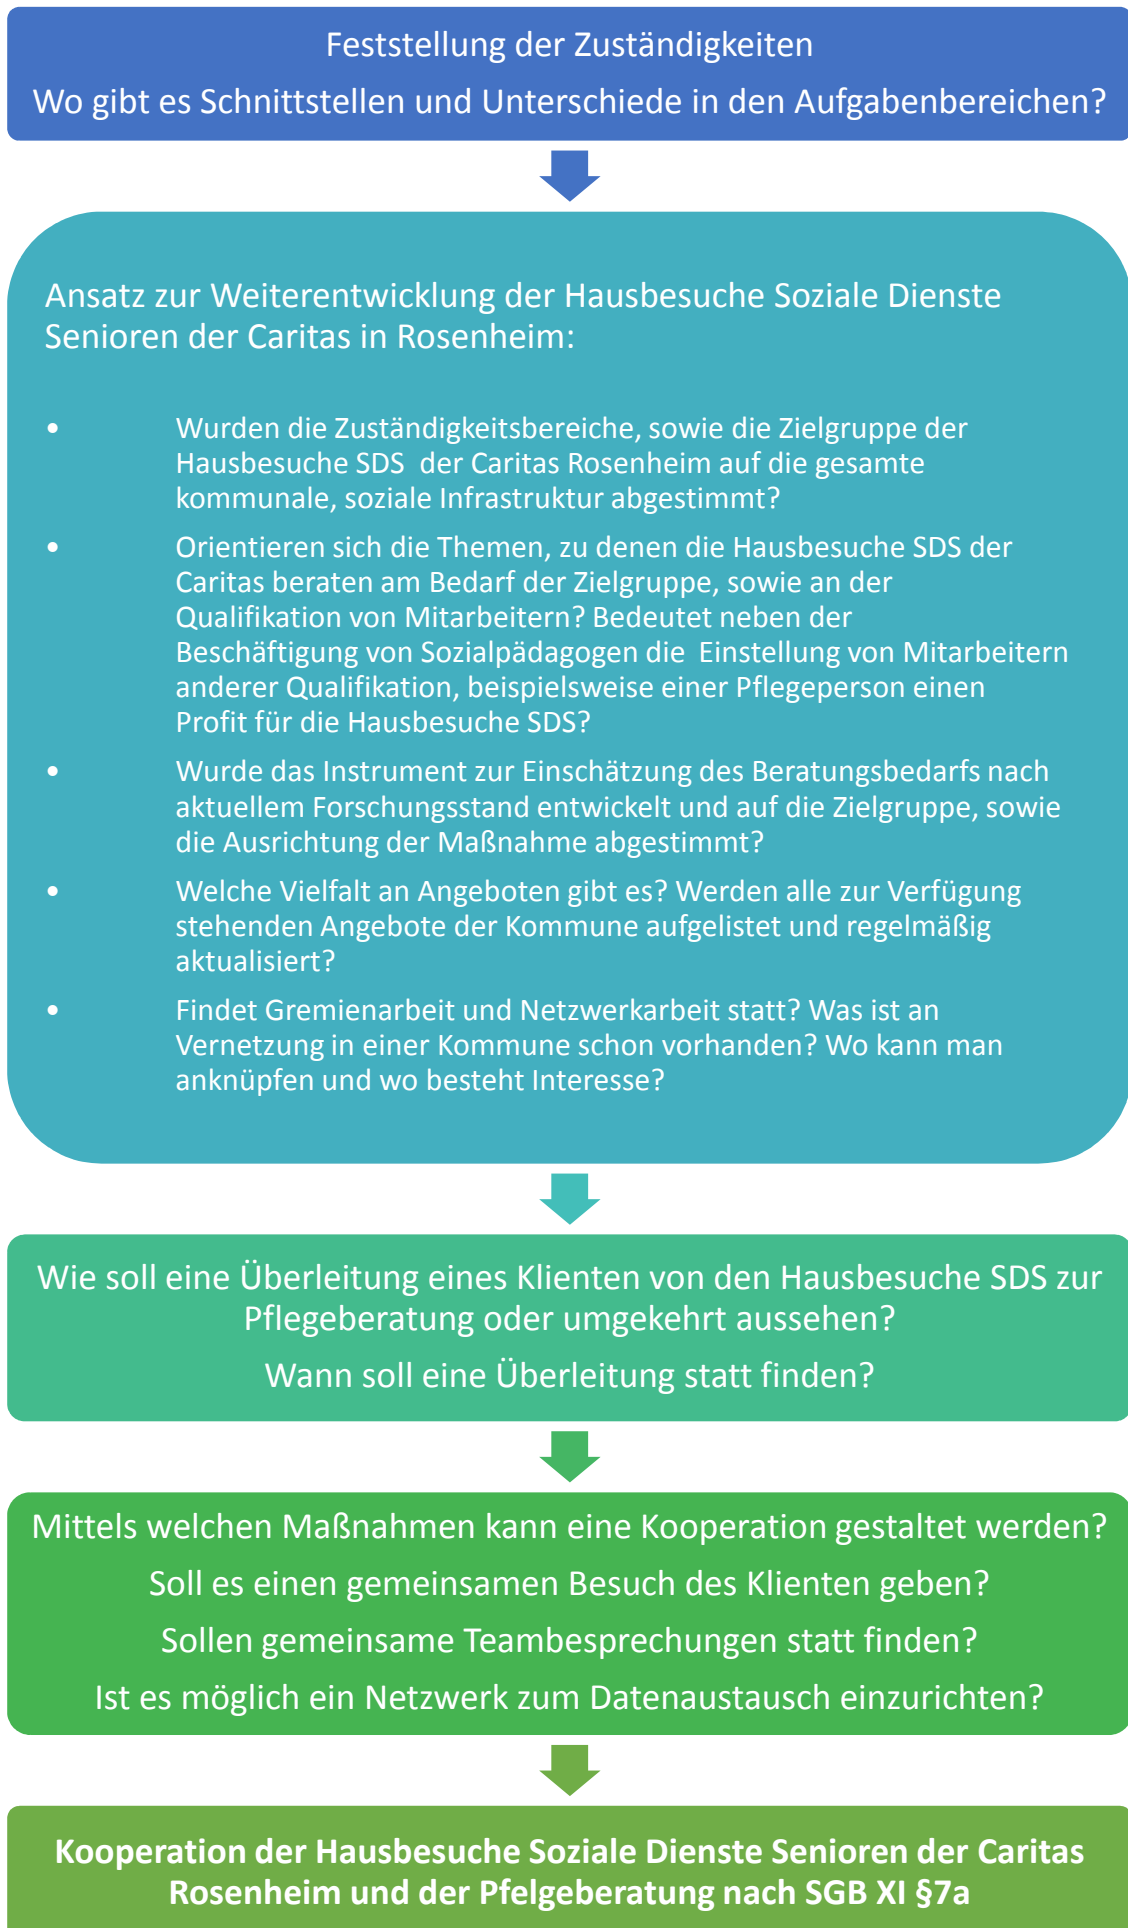 Feststellung der Zuständigkeiten
Wo gibt es Schnittstellen und Unterschiede in den Aufgabenbereichen?
Ansatz zur Weiterentwicklung der Hausbesuche Soziale Dienste
Senioren der Caritas in Rosenheim:
• Wurden die Zuständigkeitsbereiche, sowie die Zielgruppe der
Hausbesuche SDS der Caritas Rosenheim auf die gesamte
kommunale, soziale Infrastruktur abgestimmt?
• Orientieren sich die Themen, zu denen die Hausbesuche SDS der
Caritas beraten am Bedarf der Zielgruppe, sowie an der
Qualifikation von Mitarbeitern? Bedeutet neben der
Beschäftigung von Sozialpädagogen die Einstellung von Mitarbeitern
anderer Qualifikation, beispielsweise einer Pflegeperson einen
Profit für die Hausbesuche SDS?
• Wurde das Instrument zur Einschätzung des Beratungsbedarfs nach
aktuellem Forschungsstand entwickelt und auf die Zielgruppe, sowie
die Ausrichtung der Maßnahme abgestimmt?
• Welche Vielfalt an Angeboten gibt es? Werden alle zur Verfügung
stehenden Angebote der Kommune aufgelistet und regelmäßig
aktualisiert?
• Findet Gremienarbeit und Netzwerkarbeit statt? Was ist an
Vernetzung in einer Kommune schon vorhanden? Wo kann man
anknüpfen und wo besteht Interesse?
Wie soll eine Überleitung eines Klienten von den Hausbesuche SDS zur
Pflegeberatung oder umgekehrt aussehen?
Wann soll eine Überleitung statt finden?
Mittels welchen Maßnahmen kann eine Kooperation gestaltet werden?
Soll es einen gemeinsamen Besuch des Klienten geben?
Sollen gemeinsame Teambesprechungen statt finden?
Ist es möglich ein Netzwerk zum Datenaustausch einzurichten?
Kooperation der Hausbesuche Soziale Dienste Senioren der Caritas
Rosenheim und der Pfelgeberatung nach SGB XI §7a